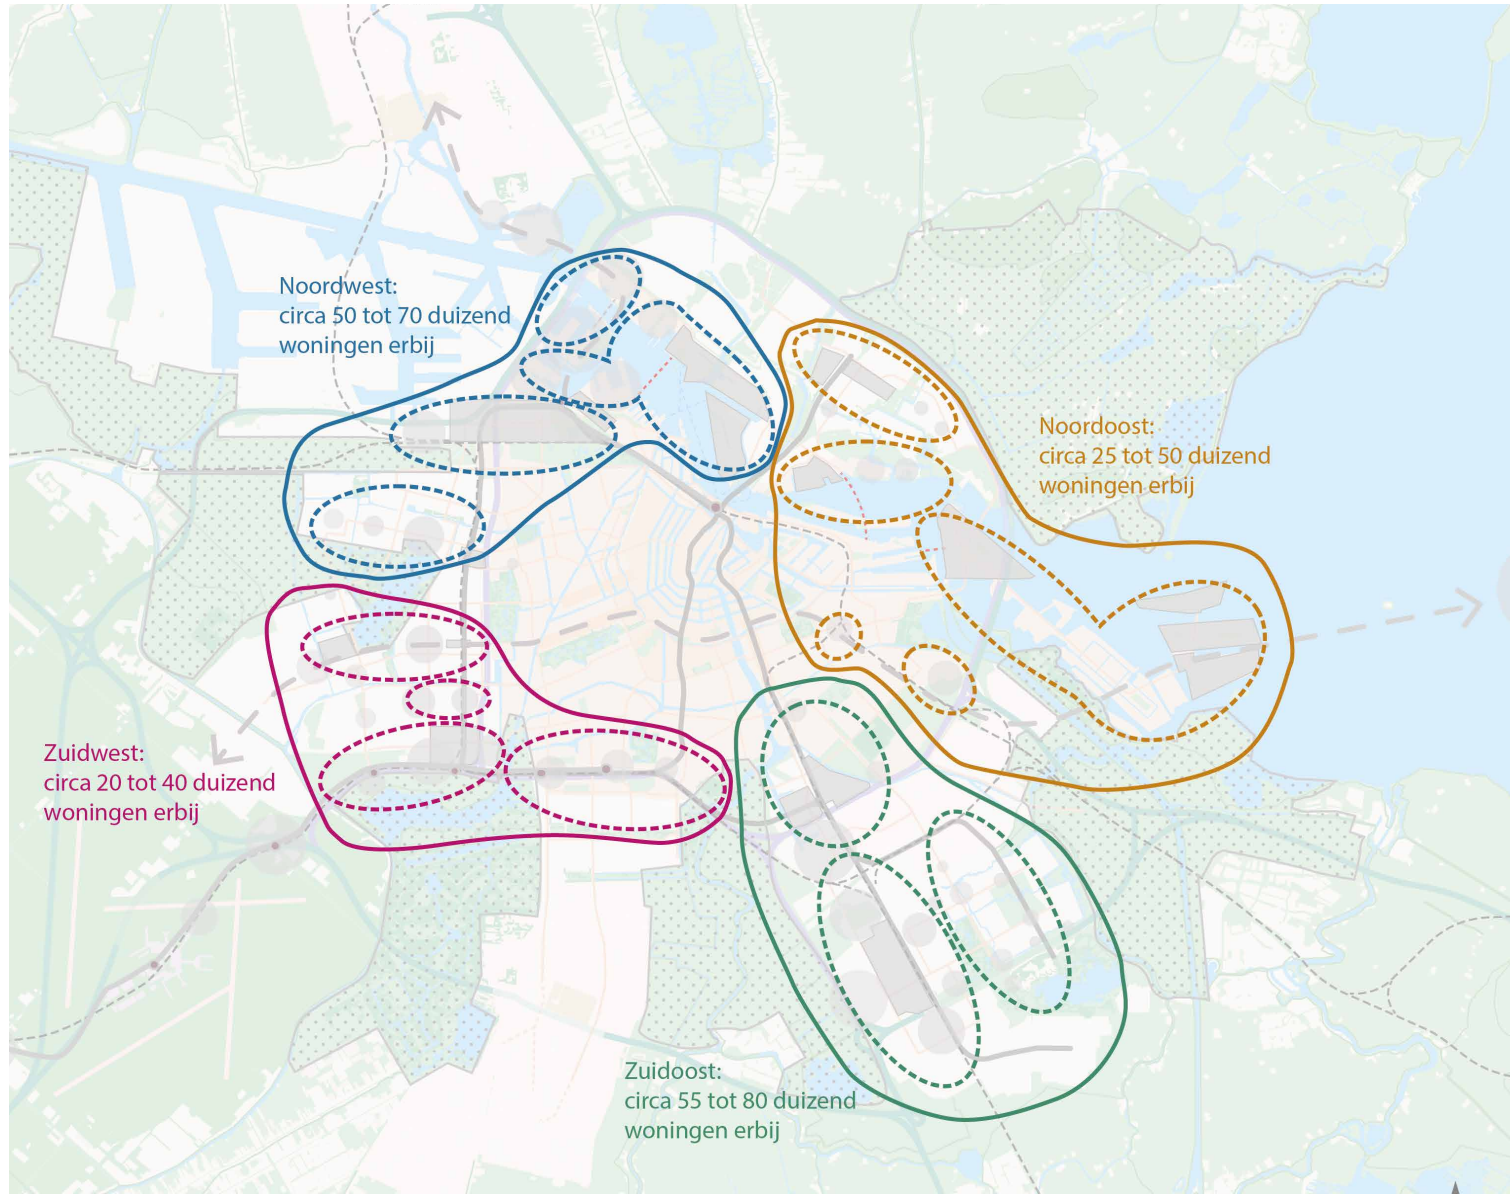 Noordwest:
circa 50 tot 70 duizend
woningen erbij
Noordoost:
circa 25 tot 50 duizend
woningen erbij
Zuidwest:
circa 20 tot 40 duizend
woningen erbij
Zuidoost:
circa 55 tot 80 duizend
woningen erbij